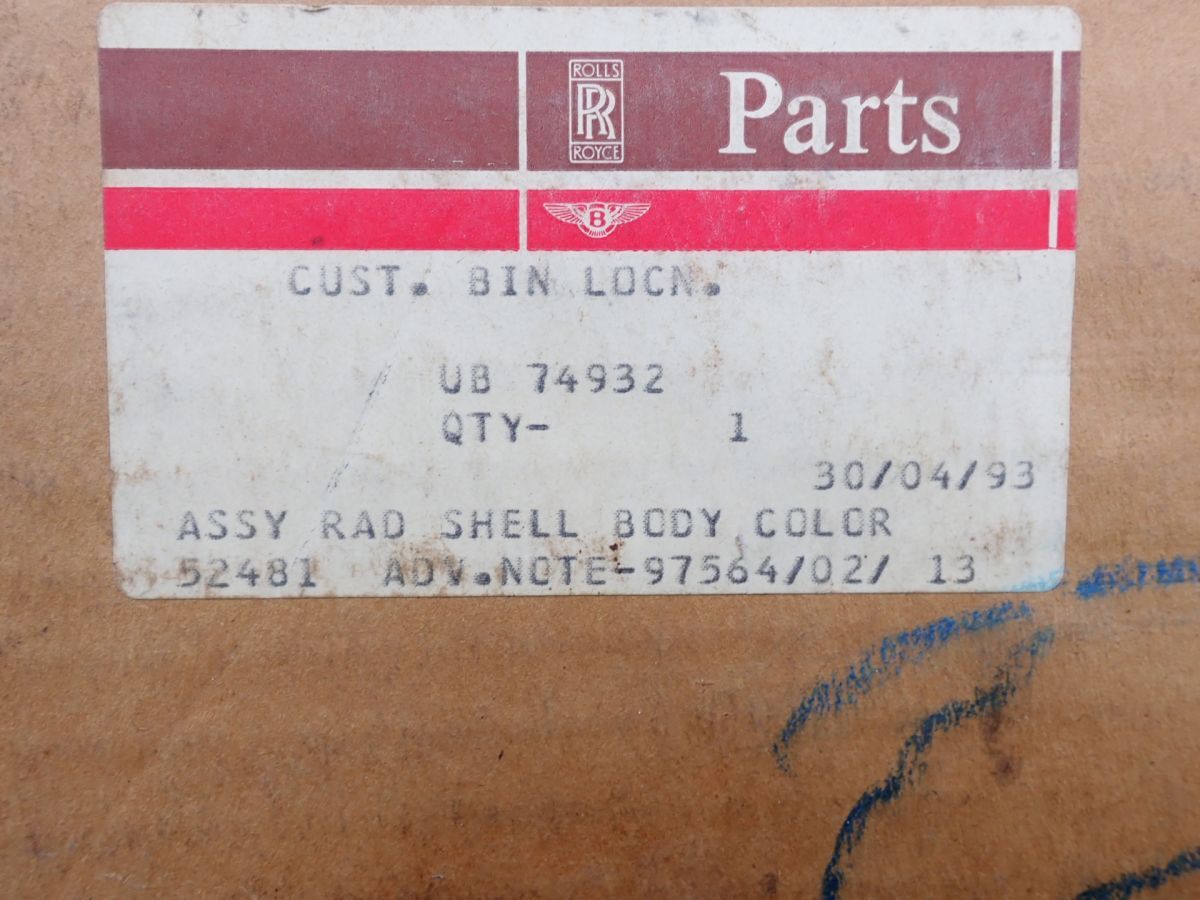 ROLLS
RR
ROYCE
Parts
B
CUST. BIN LOCN.
UB 74932
QTY- 1
30/04/93
ASSY RAD SHELL BODY COLOR
52481 ADV.NOTE-97564/02/ 13